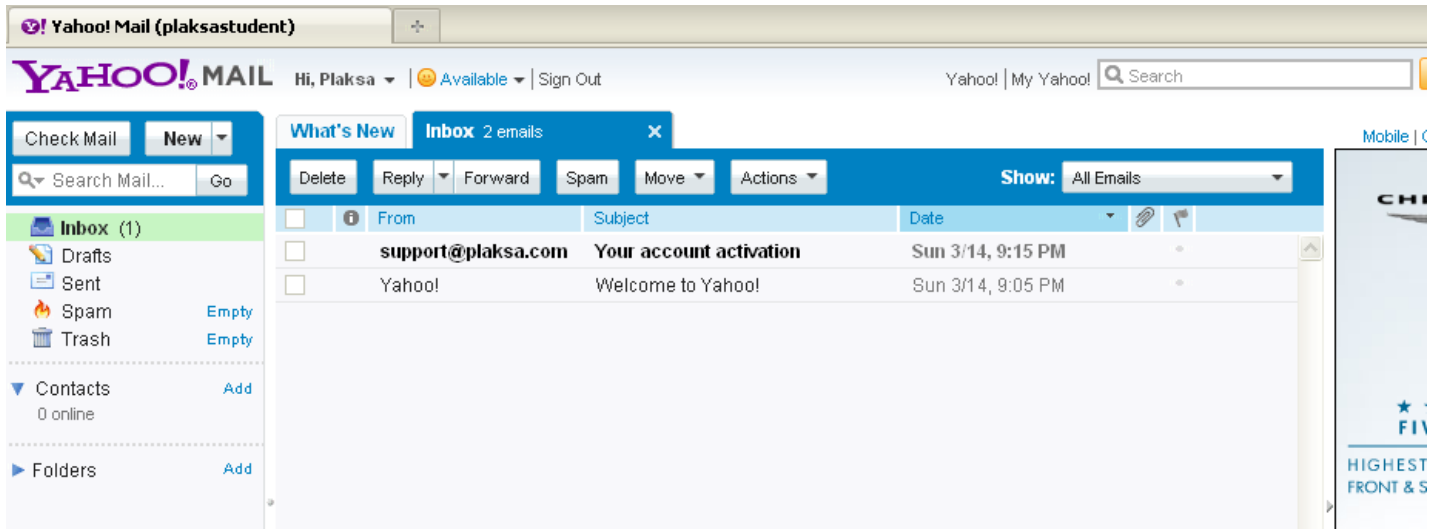 Y! Yahoo! Mail (plaksastudent)
YAHOO!® MAIL Hi, Plaksa | Available | Sign Out Yahoo! | My Yahoo! Search
Check Mail New What's New Inbox 2 emails Mobile |
Search Mail... Go Delete Reply Forward Spam Move Actions Show: All Emails
Inbox (1) From Subject Date
Drafts support@plaksa.com Your account activation Sun 3/14, 9:15 PM
Sent Yahoo! Welcome to Yahoo! Sun 3/14, 9:05 PM
Spam Empty
Trash Empty
Contacts Add
0 online
Folders Add
HIGHEST
FRONT & S